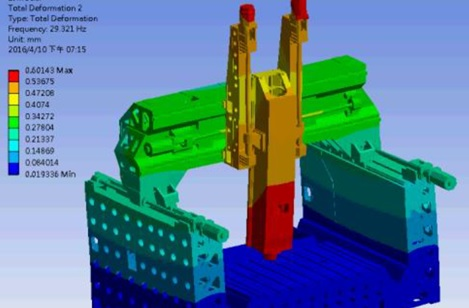 Total Deformation 2
Type: Total Deformation
Frequency: 29.321 Hz
Unit: mm
2016/4/10 下午 07:15
0.60143 Max
0.53675
0.47208
0.4074
0.34272
0.27804
0.21337
0.14869
0.084014
0.019336 Min